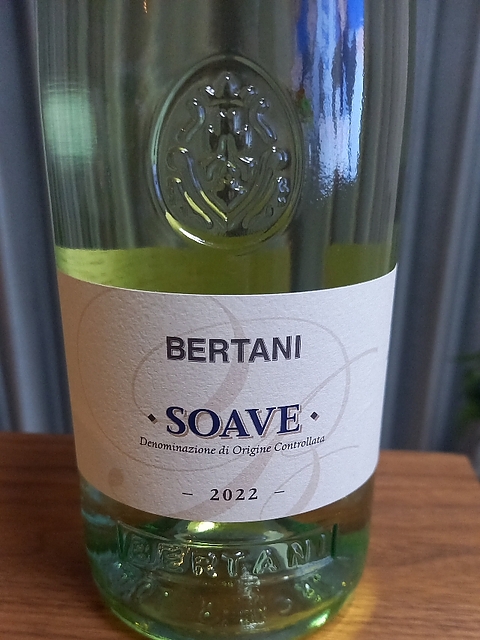 BERTANI
SOAVE
Denominazione di Origine Controllata
– 2022 –
BERTANI